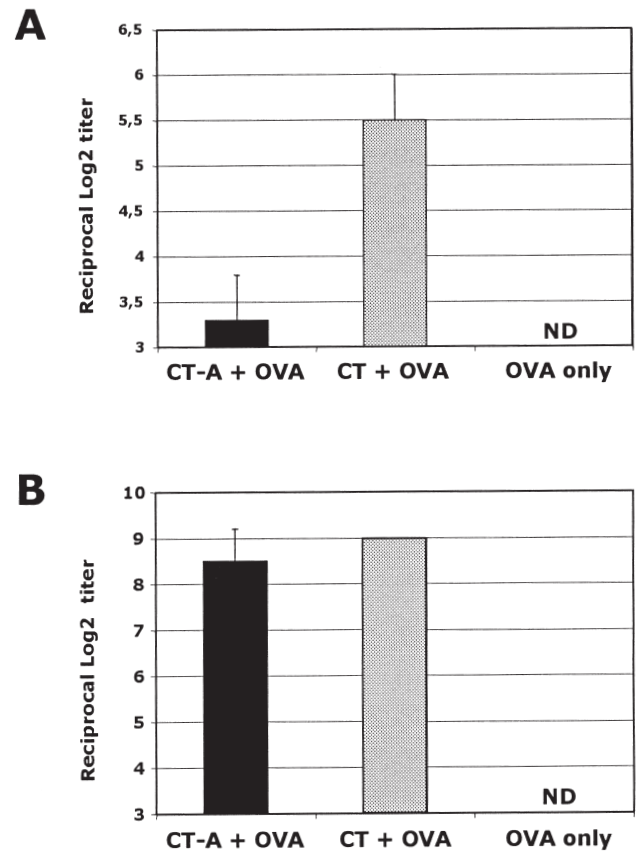 A
Reciprocal Log2 titer
6,5
6
5,5
5
4,5
4
3,5
3
ND
CT-A + OVA CT + OVA OVA only
B
Reciprocal Log2 titer
10
9
8
7
6
5
4
3
ND
CT-A + OVA CT + OVA OVA only